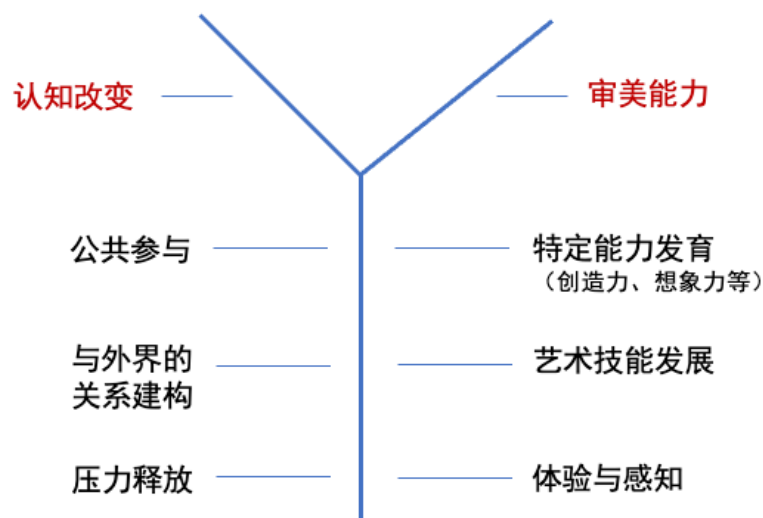 认知改变
审美能力
公共参与
特定能力发育
（创造力、想象力等）
与外界的
关系建构
艺术技能发展
压力释放
体验与感知